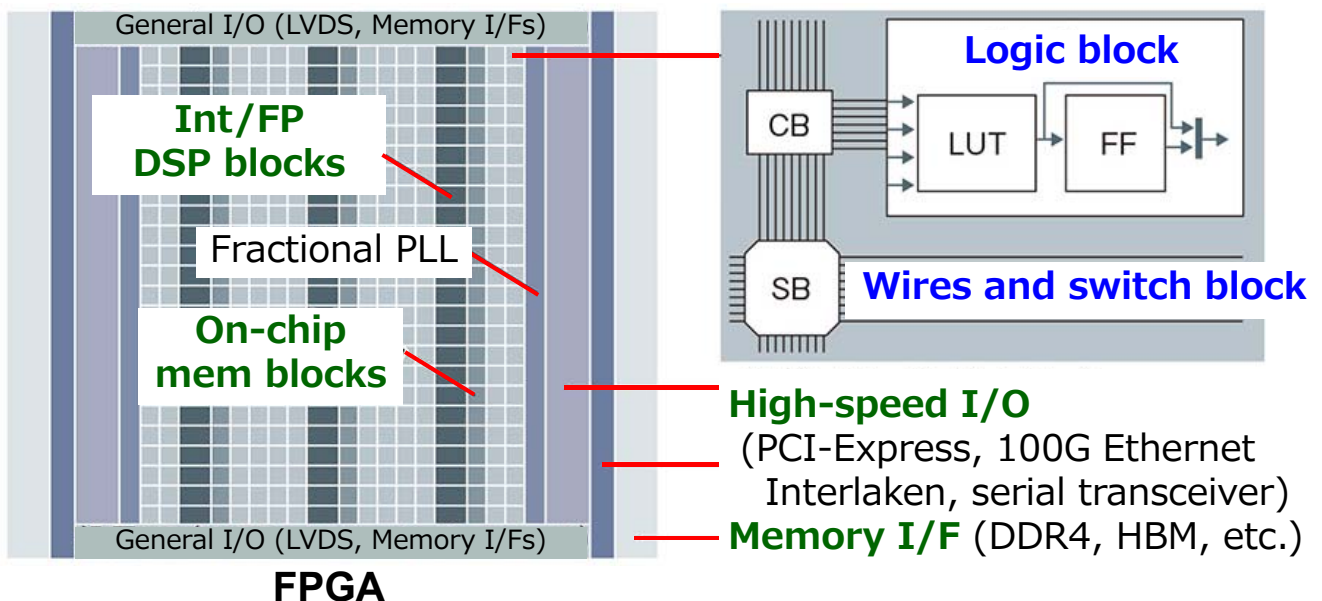 General I/O (LVDS, Memory I/Fs)
Int/FP
DSP blocks
Fractional PLL
On-chip
mem blocks
General I/O (LVDS, Memory I/Fs)
FPGA
Logic block
CB
LUT
FF
SB
Wires and switch block
High-speed I/O
(PCI-Express, 100G Ethernet
Interlaken, serial transceiver)
Memory I/F (DDR4, HBM, etc.)